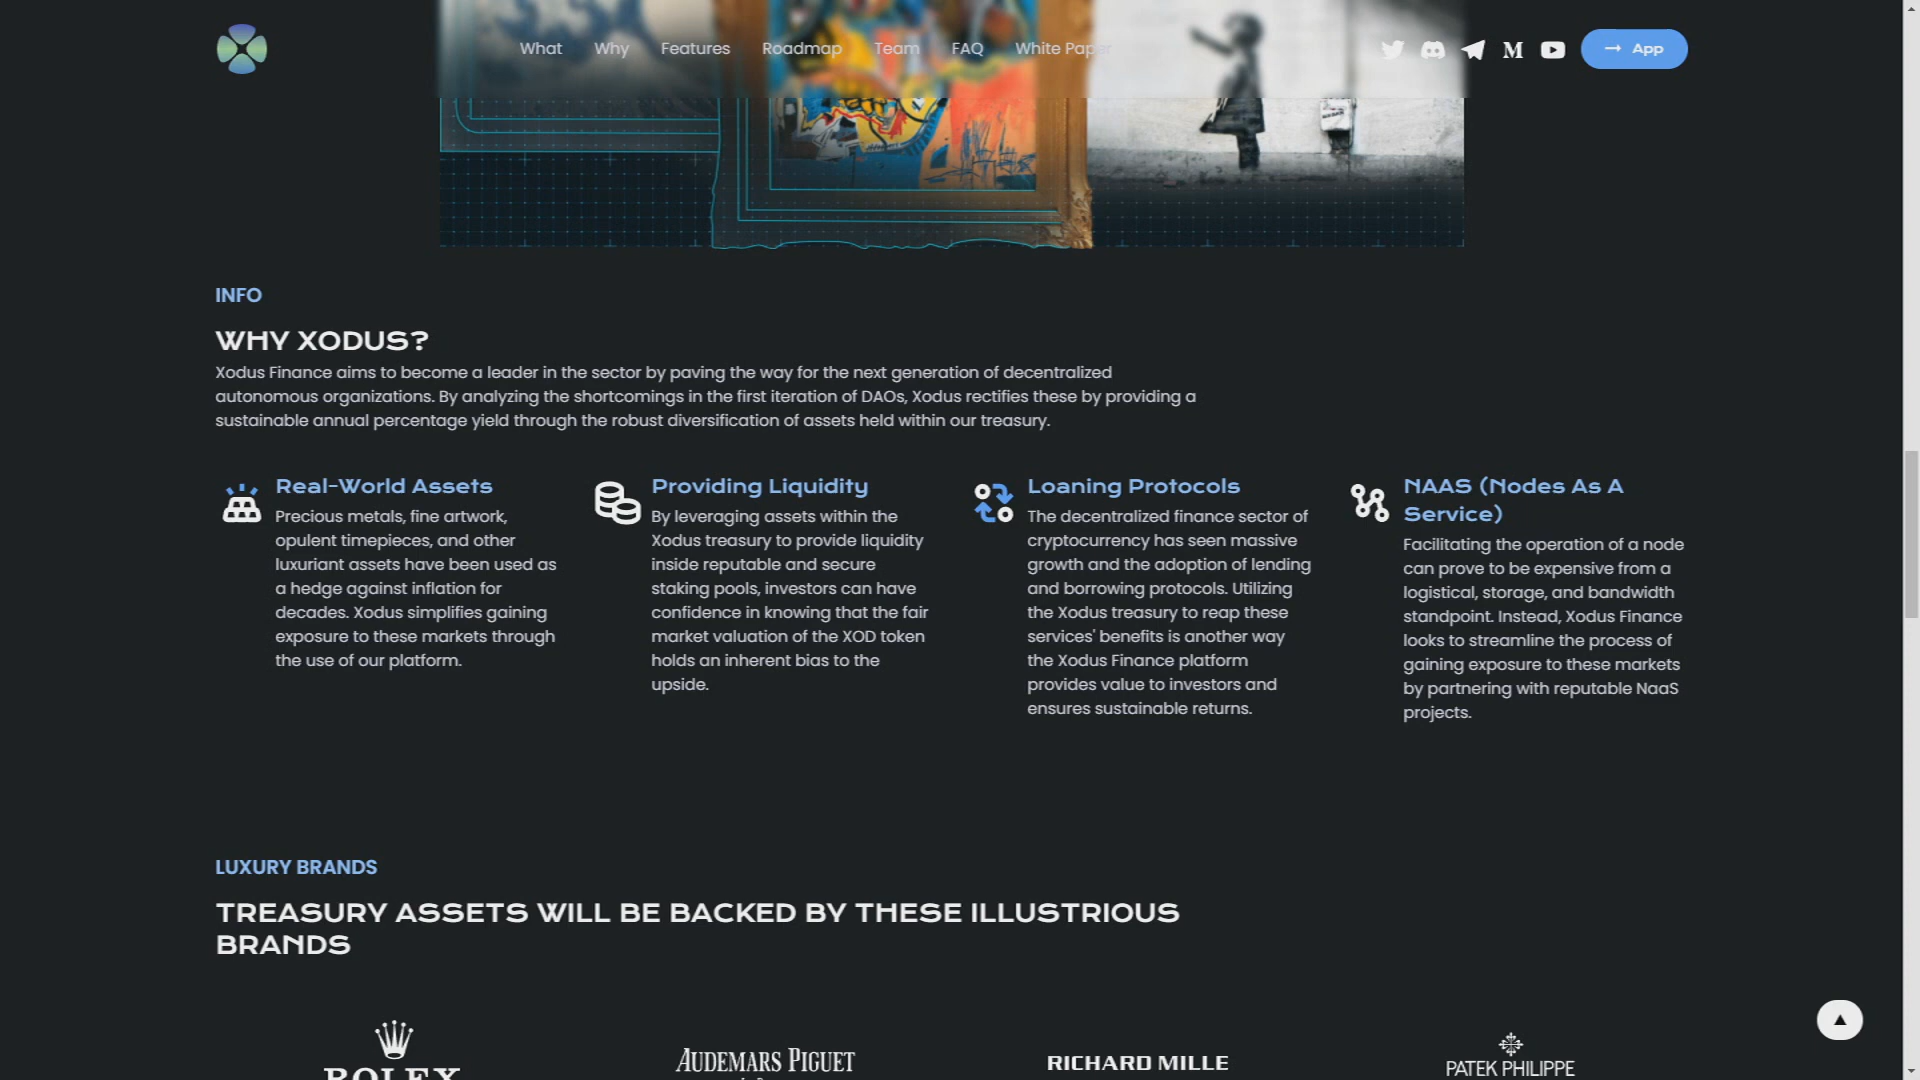 What Why Features Roadmap Team FAQ White Paper
App
INFO
WHY XODUS?
Xodus Finance aims to become a leader in the sector by paving the way for the next generation of decentralized
autonomous organizations. By analyzing the shortcomings in the first iteration of DAOs, Xodus rectifies these by providing a
sustainable annual percentage yield through the robust diversification of assets held within our treasury.
Real-World Assets
Precious metals, fine artwork,
opulent timepieces, and other
luxuriant assets have been used as
a hedge against inflation for
decades. Xodus simplifies gaining
exposure to these markets through
the use of our platform.
Providing Liquidity
By leveraging assets within the
Xodus treasury to provide liquidity
inside reputable and secure
staking pools, investors can have
confidence in knowing that the fair
market valuation of the XOD token
holds an inherent bias to the
upside.
Loaning Protocols
The decentralized finance sector of
cryptocurrency has seen massive
growth and the adoption of lending
and borrowing protocols. Utilizing
the Xodus treasury to reap these
services' benefits is another way
the Xodus Finance platform
provides value to investors and
ensures sustainable returns.
NAAS (Nodes As A
Service)
Facilitating the operation of a node
can prove to be expensive from a
logistical, storage, and bandwidth
standpoint. Instead, Xodus Finance
looks to streamline the process of
gaining exposure to these markets
by partnering with reputable NaaS
projects.
LUXURY BRANDS
TREASURY ASSETS WILL BE BACKED BY THESE ILLUSTRIOUS
BRANDS
ROLEX
AUDEMARS PIGUET
RICHARD MILLE
PATEK PHILIPPE